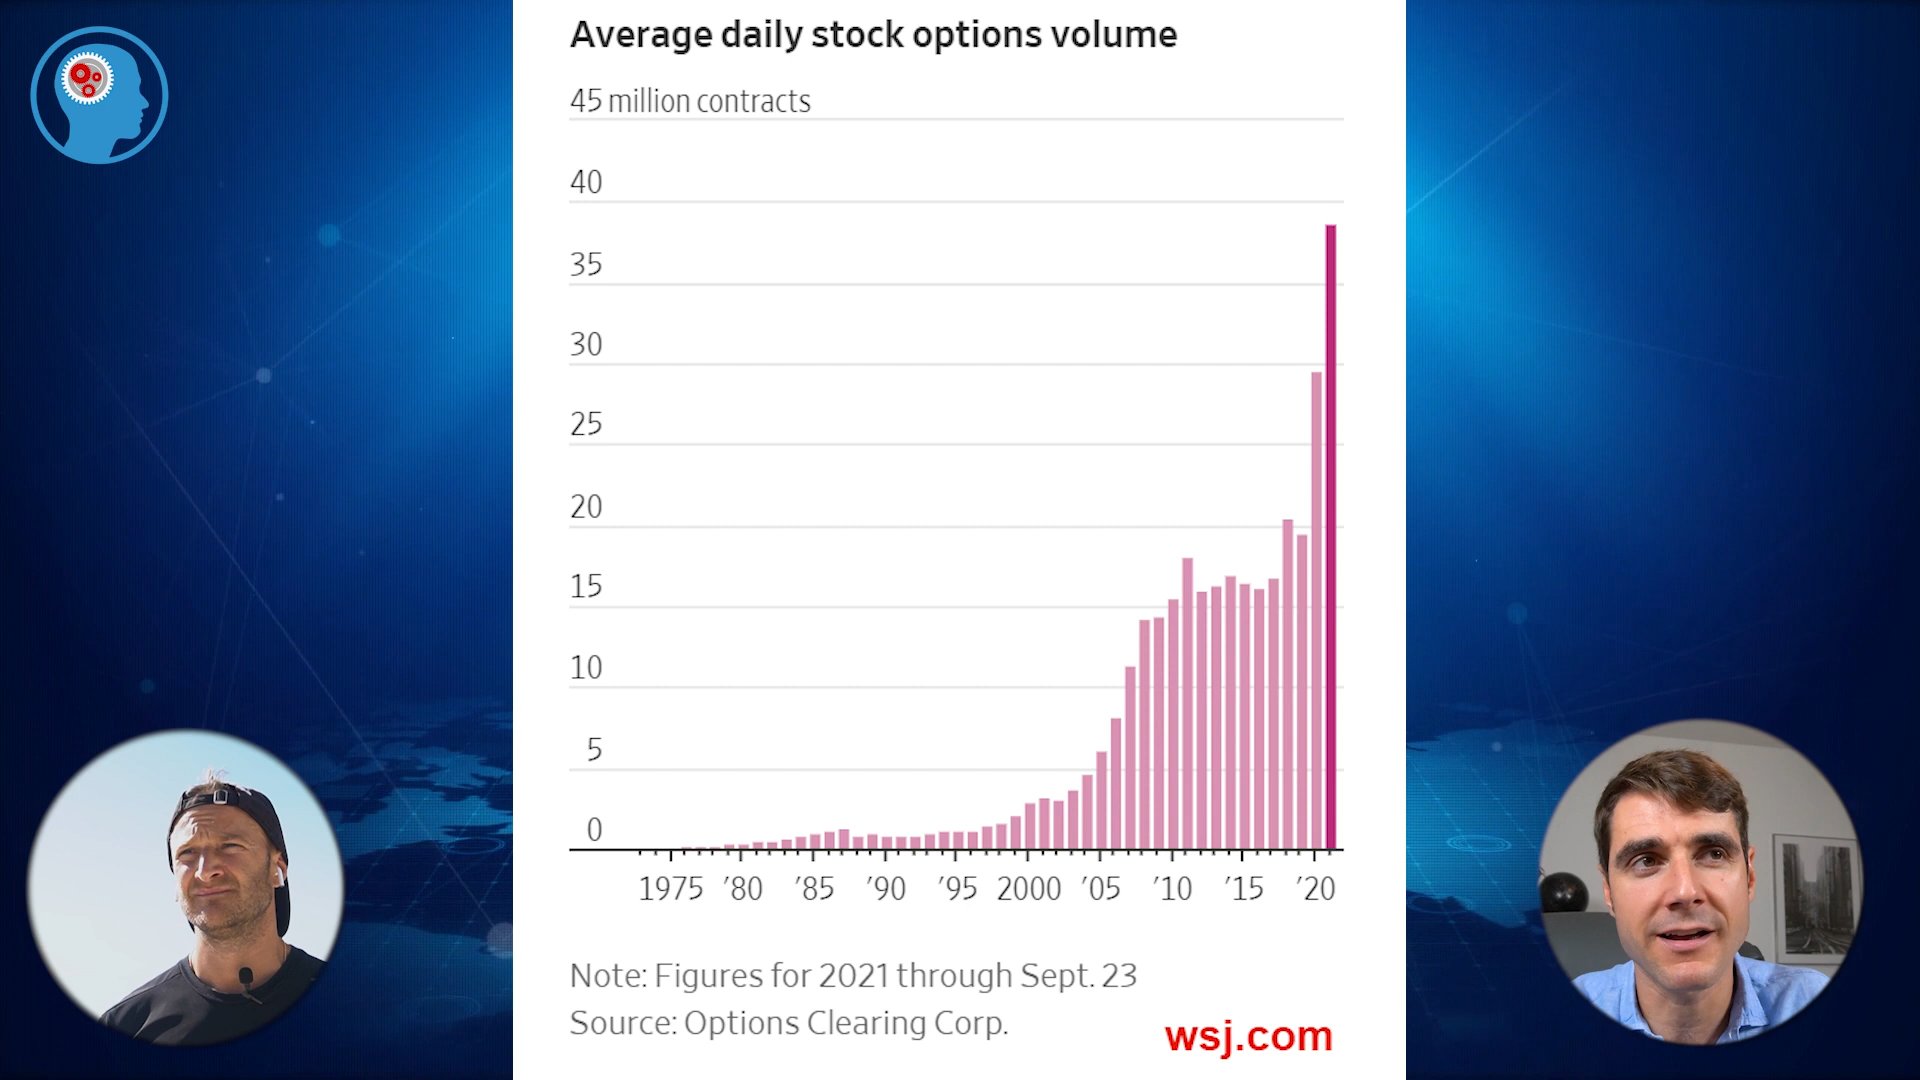 Average daily stock options volume
45 million contracts
40
35
30
25
20
15
10
5
0
1975 ’80 ’85 ’90 ’95 2000 ’05 ’10 ’15 ’20
Note: Figures for 2021 through Sept. 23
Source: Options Clearing Corp.
wsj.com